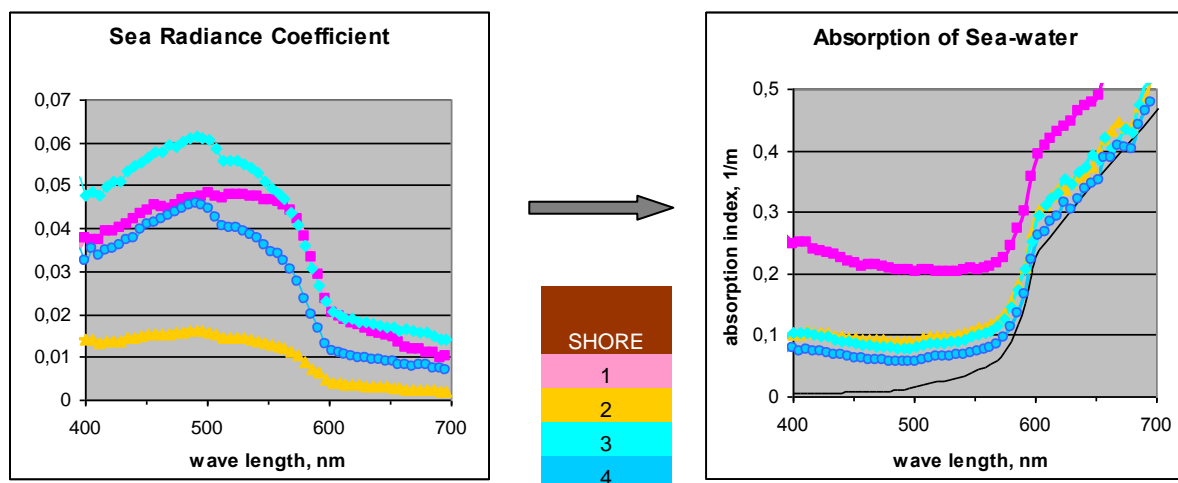 Sea Radiance Coefficient
0,07
0,06
0,05
0,04
0,03
0,02
0,01
0
400 500 600 700
wave length, nm
SHORE
1
2
3
4
Absorption of Sea-water
absorption index, 1/m
0,5
0,4
0,3
0,2
0,1
0
400 500 600 700
wave length, nm